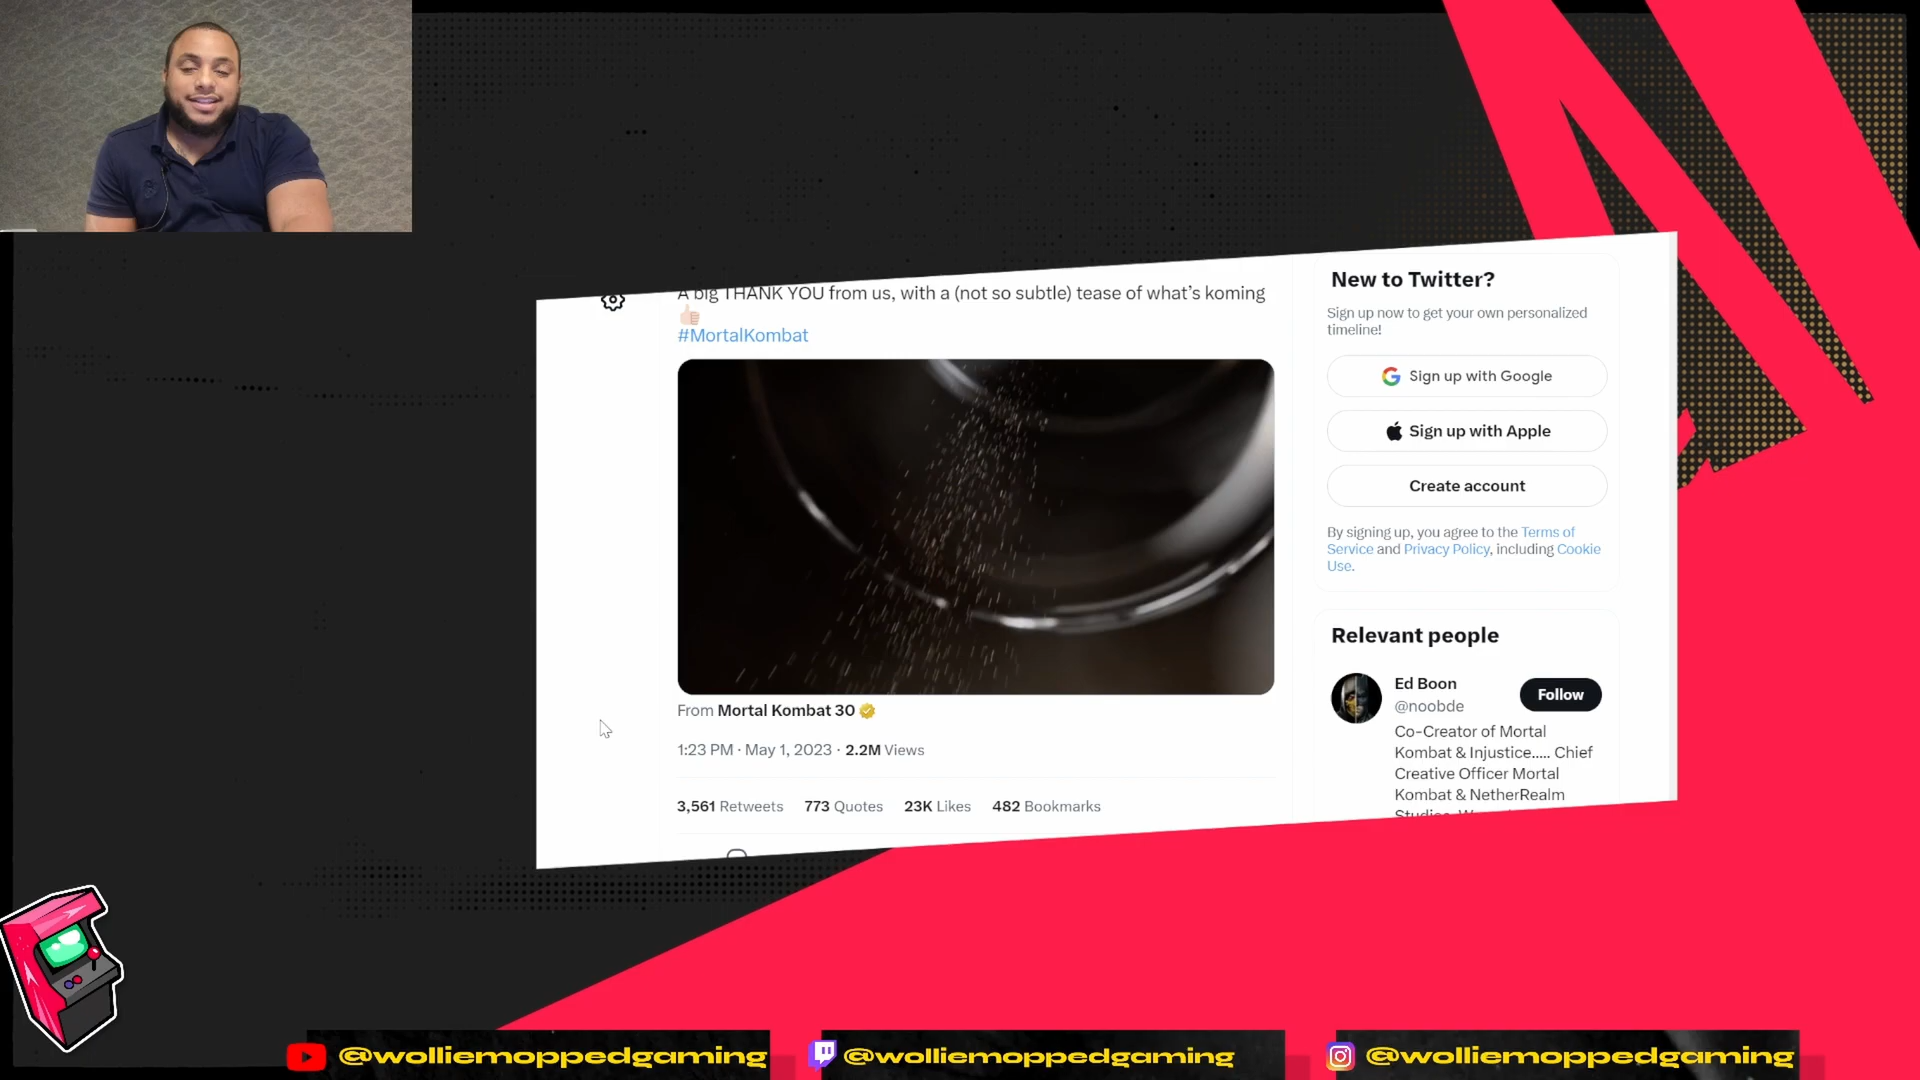 A big THANK YOU from us, with a (not so subtle) tease of what's koming
#MortalKombat
From Mortal Kombat 30
1:23 PM · May 1, 2023 · 2.2M Views
3,561 Retweets 773 Quotes 23K Likes 482 Bookmarks
New to Twitter?
Sign up now to get your own personalized
timeline!
Sign up with Google
Sign up with Apple
Create account
By signing up, you agree to the Terms of
Service and Privacy Policy, including Cookie
Use.
Relevant people
Ed Boon
@noobde
Follow
Co-Creator of Mortal
Kombat & Injustice..... Chief
Creative Officer Mortal
Kombat & NetherRealm
@wolliemoppedgaming
@wolliemoppedgaming
@wolliemoppedgaming